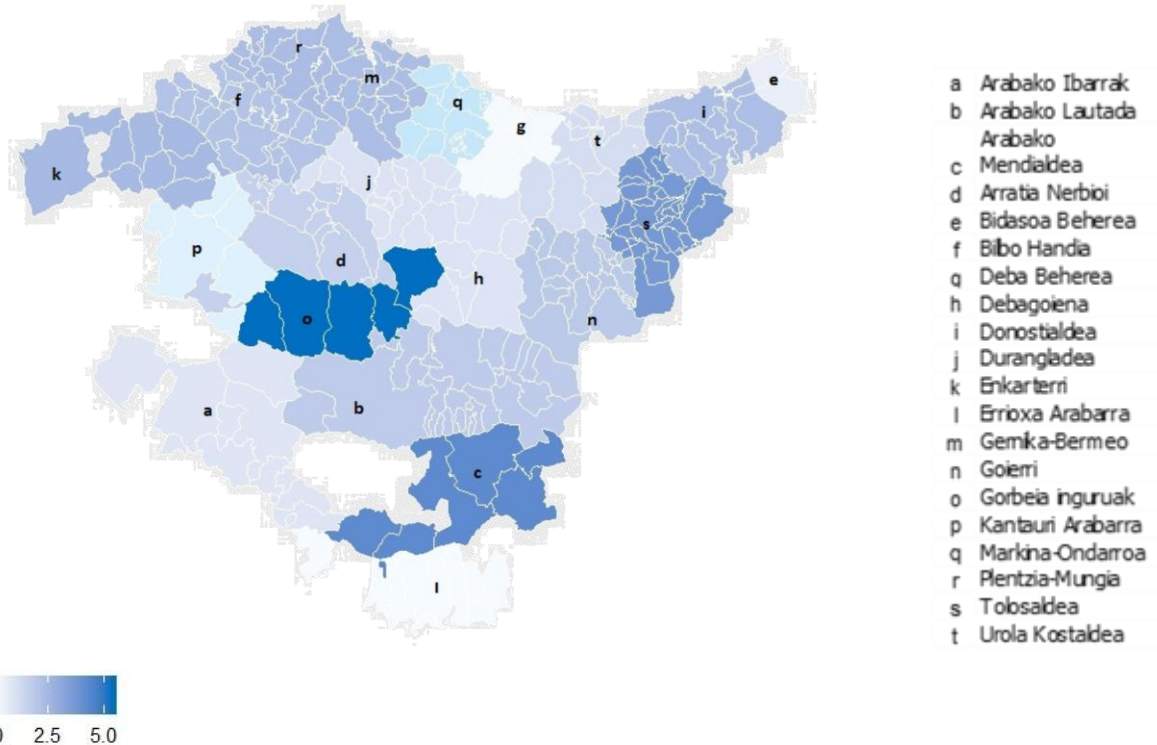 r
m
f
q
g
e
i
t
k
j
s
p
d
h
o
n
a
b
c
l
a Arabako Ibarrak
b Arabako Lautada
Arabako
c Mendialdea
d Arratia Nerbioi
e Bidasoa Beherea
f Bilbo Handia
q Deba Beherea
h Debagoiena
i Donostialdea
j Durangladea
k Enkarterri
l Errioxa Arabarra
m Gernika-Bermeo
n Goierri
o Gorbeia inguruak
p Kantauri Arabarra
q Markina-Ondarroa
r Plentzia-Mungia
s Tolosaldea
t Urola Kostaldea
2.5 5.0